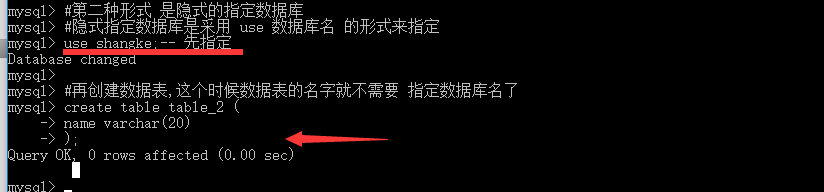 mysql> #第二种形式 是隐式的指定数据库
mysql> #隐式指定数据库是采用 use 数据库名 的形式来指定
mysql> use shangke;-- 先指定
Database changed
mysql>
mysql> #再创建数据表,这个时候数据表的名字就不需要 指定数据库名了
mysql> create table table_2 (
    -> name varchar(20)
    -> );
Query OK, 0 rows affected (0.00 sec)
mysql>